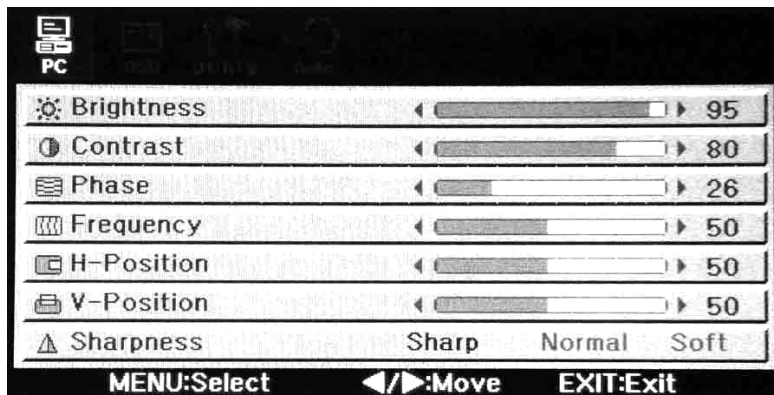 PC
Brightness 95
Contrast 80
Phase 26
Frequency 50
H-Position 50
V-Position 50
Sharpness Sharp Normal Soft
MENU:Select ◀/▶:Move EXIT:Exit